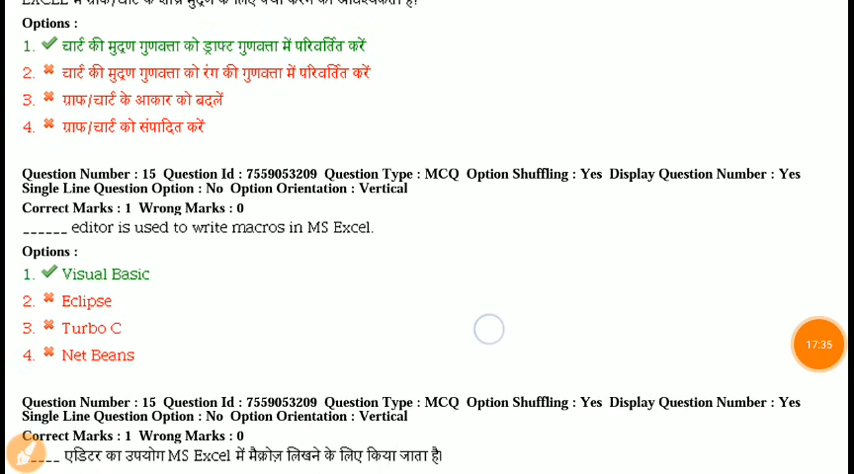 Options :
1. चार्ट की मुद्रण गुणवत्ता को ड्राफ्ट गुणवत्ता में परिवर्तित करें
2. चार्ट की मुद्रण गुणवत्ता को रंग की गुणवत्ता में परिवर्तित करें
3. ग्राफ/चार्ट के आकार को बदलें
4. ग्राफ/चार्ट को संपादित करें
Question Number : 15 Question Id : 7559053209 Question Type : MCQ Option Shuffling : Yes Display Question Number : Yes
Single Line Question Option : No Option Orientation : Vertical
Correct Marks : 1 Wrong Marks : 0
______ editor is used to write macros in MS Excel.
Options :
1. Visual Basic
2. Eclipse
3. Turbo C
17:35
4. Net Beans
Question Number : 15 Question Id : 7559053209 Question Type : MCQ Option Shuffling : Yes Display Question Number : Yes
Single Line Question Option : No Option Orientation : Vertical
Correct Marks : 1 Wrong Marks : 0
____ एडिटर का उपयोग MS Excel में मैक्रोज़ लिखने के लिए किया जाता है।